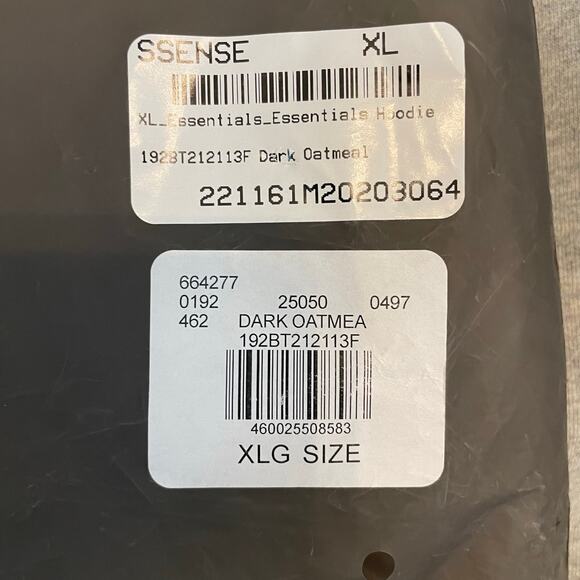 SSENSE XL
XL_Essentials_Essentials Hoodie
192BT212113F Dark Oatmeal
221161M20203064
664277
0192 25050 0497
462 DARK OATMEA
192BT212113F
460025508583
XLG SIZE